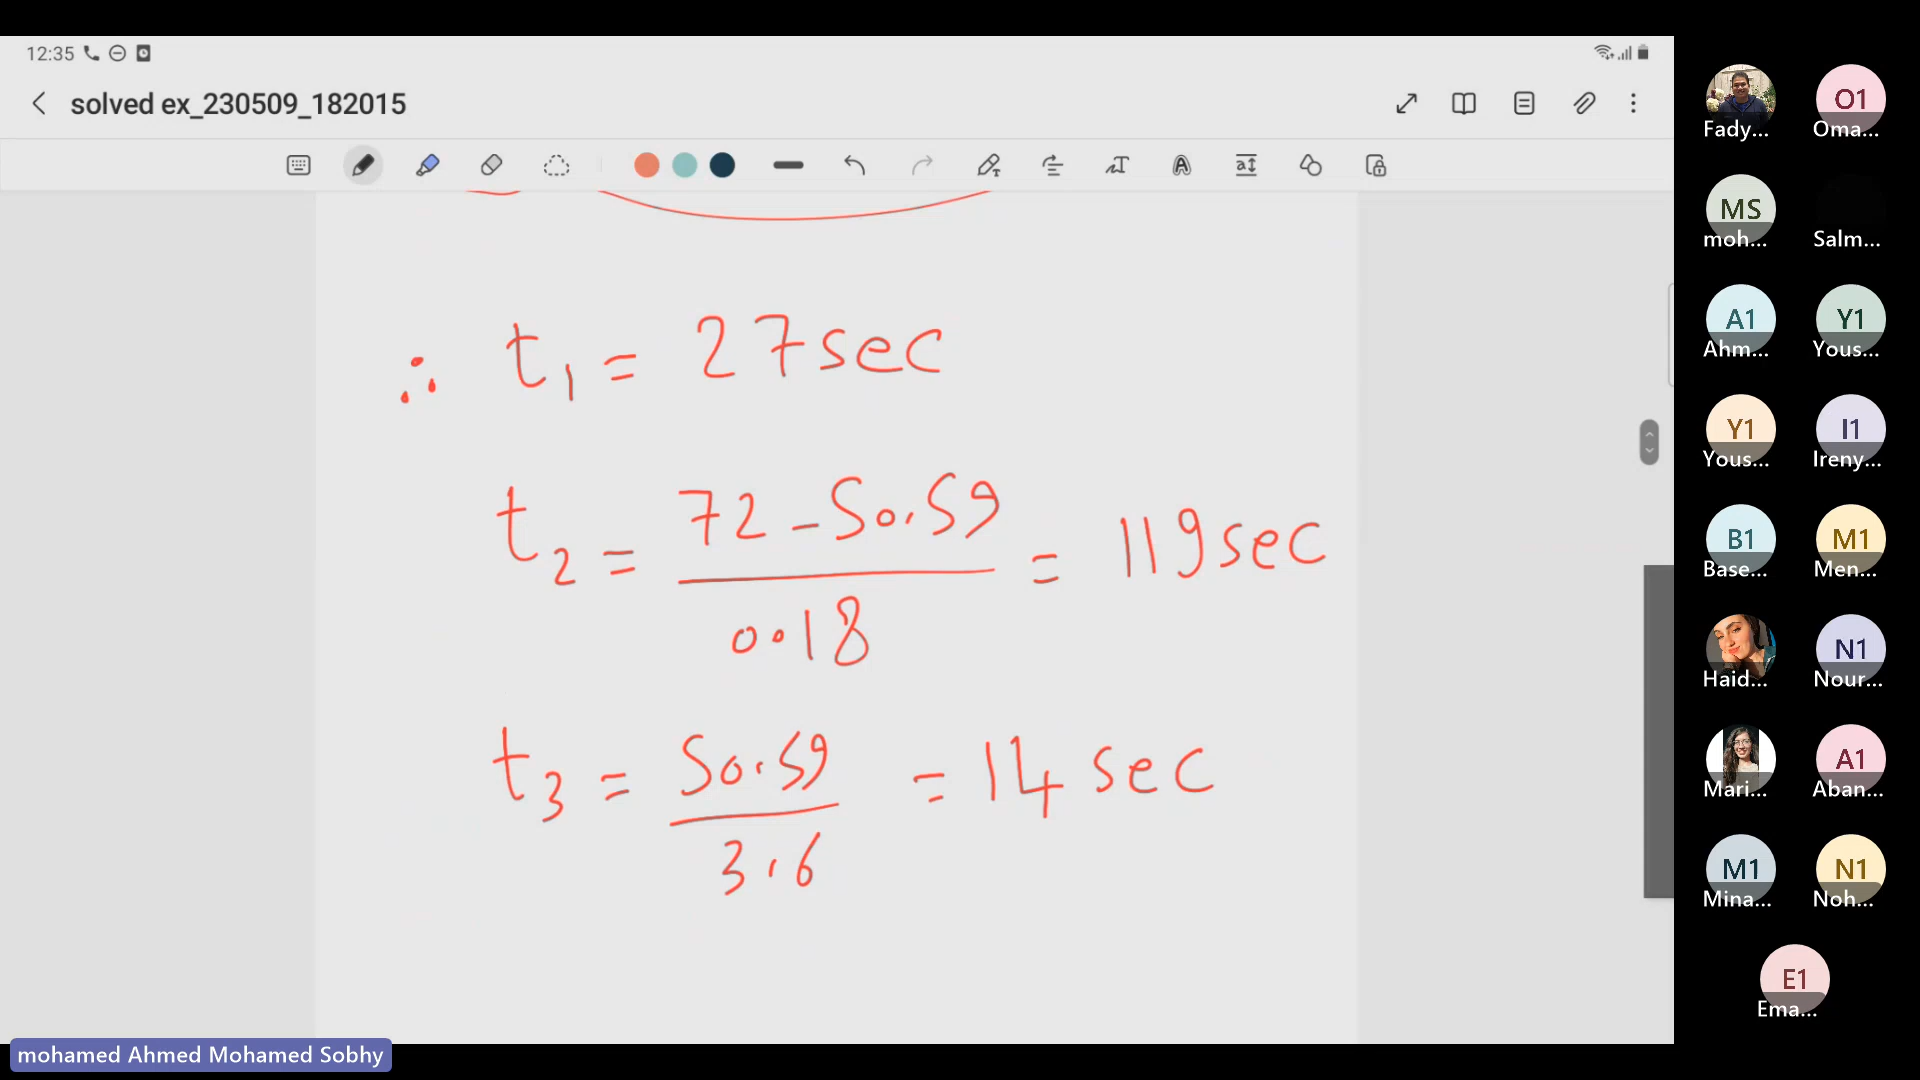 12:35
solved ex_230509_182015
∴ t₁ = 27sec
t₂ = 72 - 50.59 / 0.18 = 119sec
t₃ = 50.59 / 3.6 = 14 sec
Fady...
O1
Oma...
MS
moh...
Salm...
A1
Ahm...
Y1
Yous...
Y1
Yous...
I1
Ireny...
B1
Base...
M1
Men...
Haid...
N1
Nour...
Mari...
A1
Aban...
M1
Mina...
N1
Noh...
E1
Ema...
mohamed Ahmed Mohamed Sobhy